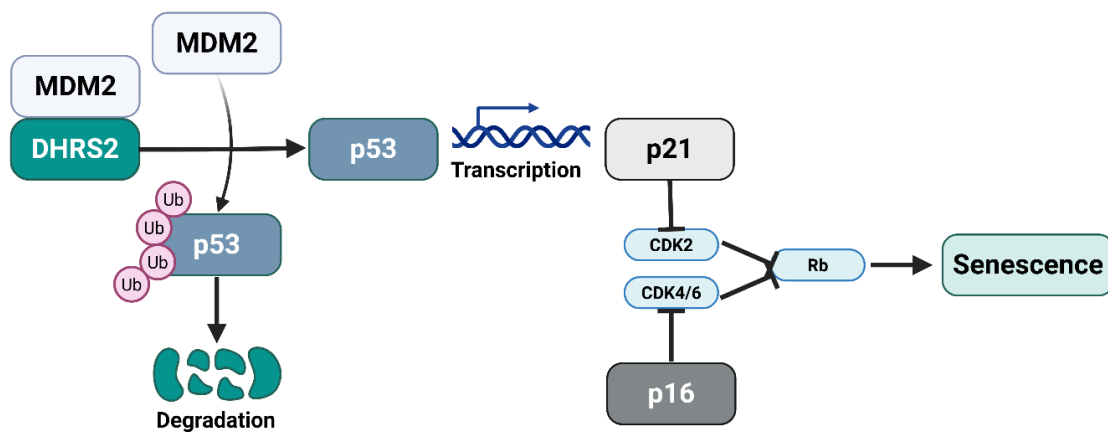 MDM2
MDM2
DHRS2
p53
Transcription
p21
Ub
Ub
Ub
Ub
p53
CDK2
CDK4/6
Rb
Senescence
p16
Degradation